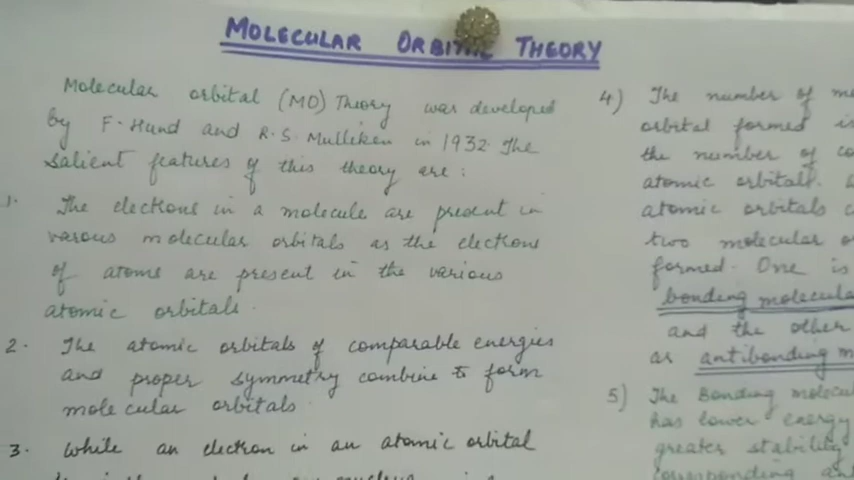 MOLECULAR ORBITAL THEORY
Molecular orbital (MO) Theory was developed
by F. Hund and R.S. Mulliken in 1932. The
salient features of this theory are:
1. The electrons in a molecule are present in
varous molecular orbitals as the electrons
of atoms are present in the various
atomic orbitals.
2. The atomic orbitals of comparable energies
and proper symmetry combine to form
molecular orbitals.
3. While an electron in an atomic orbital
4) The number of
orbital formed is
the number of
atomic orbitals.
atomic orbitals
two molecular
formed. One is
bonding molecula
and the other
as antibonding m
5) The Bonding molecul
has lower energy
greater stability
corresponding